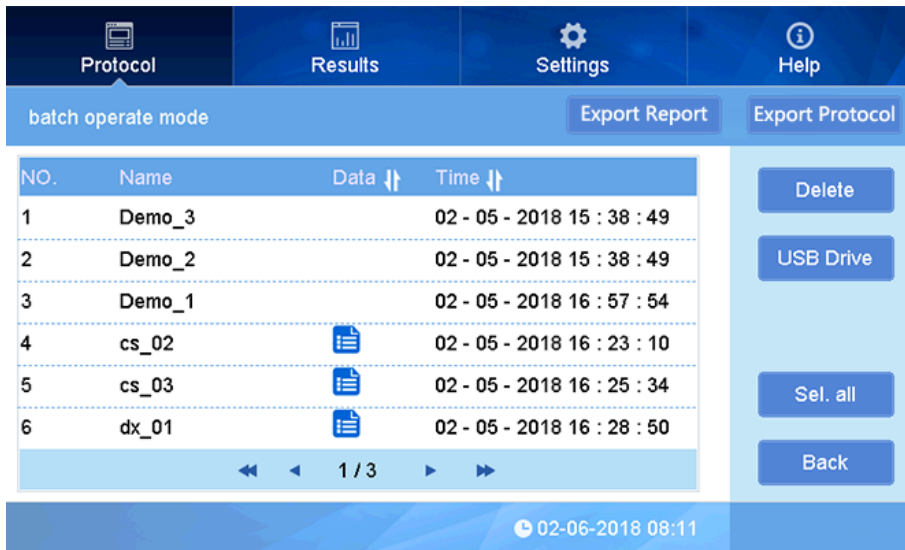 Protocol Results Settings Help
batch operate mode Export Report Export Protocol
NO. Name Data Time
1 Demo_3 02 - 05 - 2018 15 : 38 : 49
2 Demo_2 02 - 05 - 2018 15 : 38 : 49
3 Demo_1 02 - 05 - 2018 16 : 57 : 54
4 cs_02 02 - 05 - 2018 16 : 23 : 10
5 cs_03 02 - 05 - 2018 16 : 25 : 34
6 dx_01 02 - 05 - 2018 16 : 28 : 50
1 / 3
Delete
USB Drive
Sel. all
Back
02-06-2018 08:11